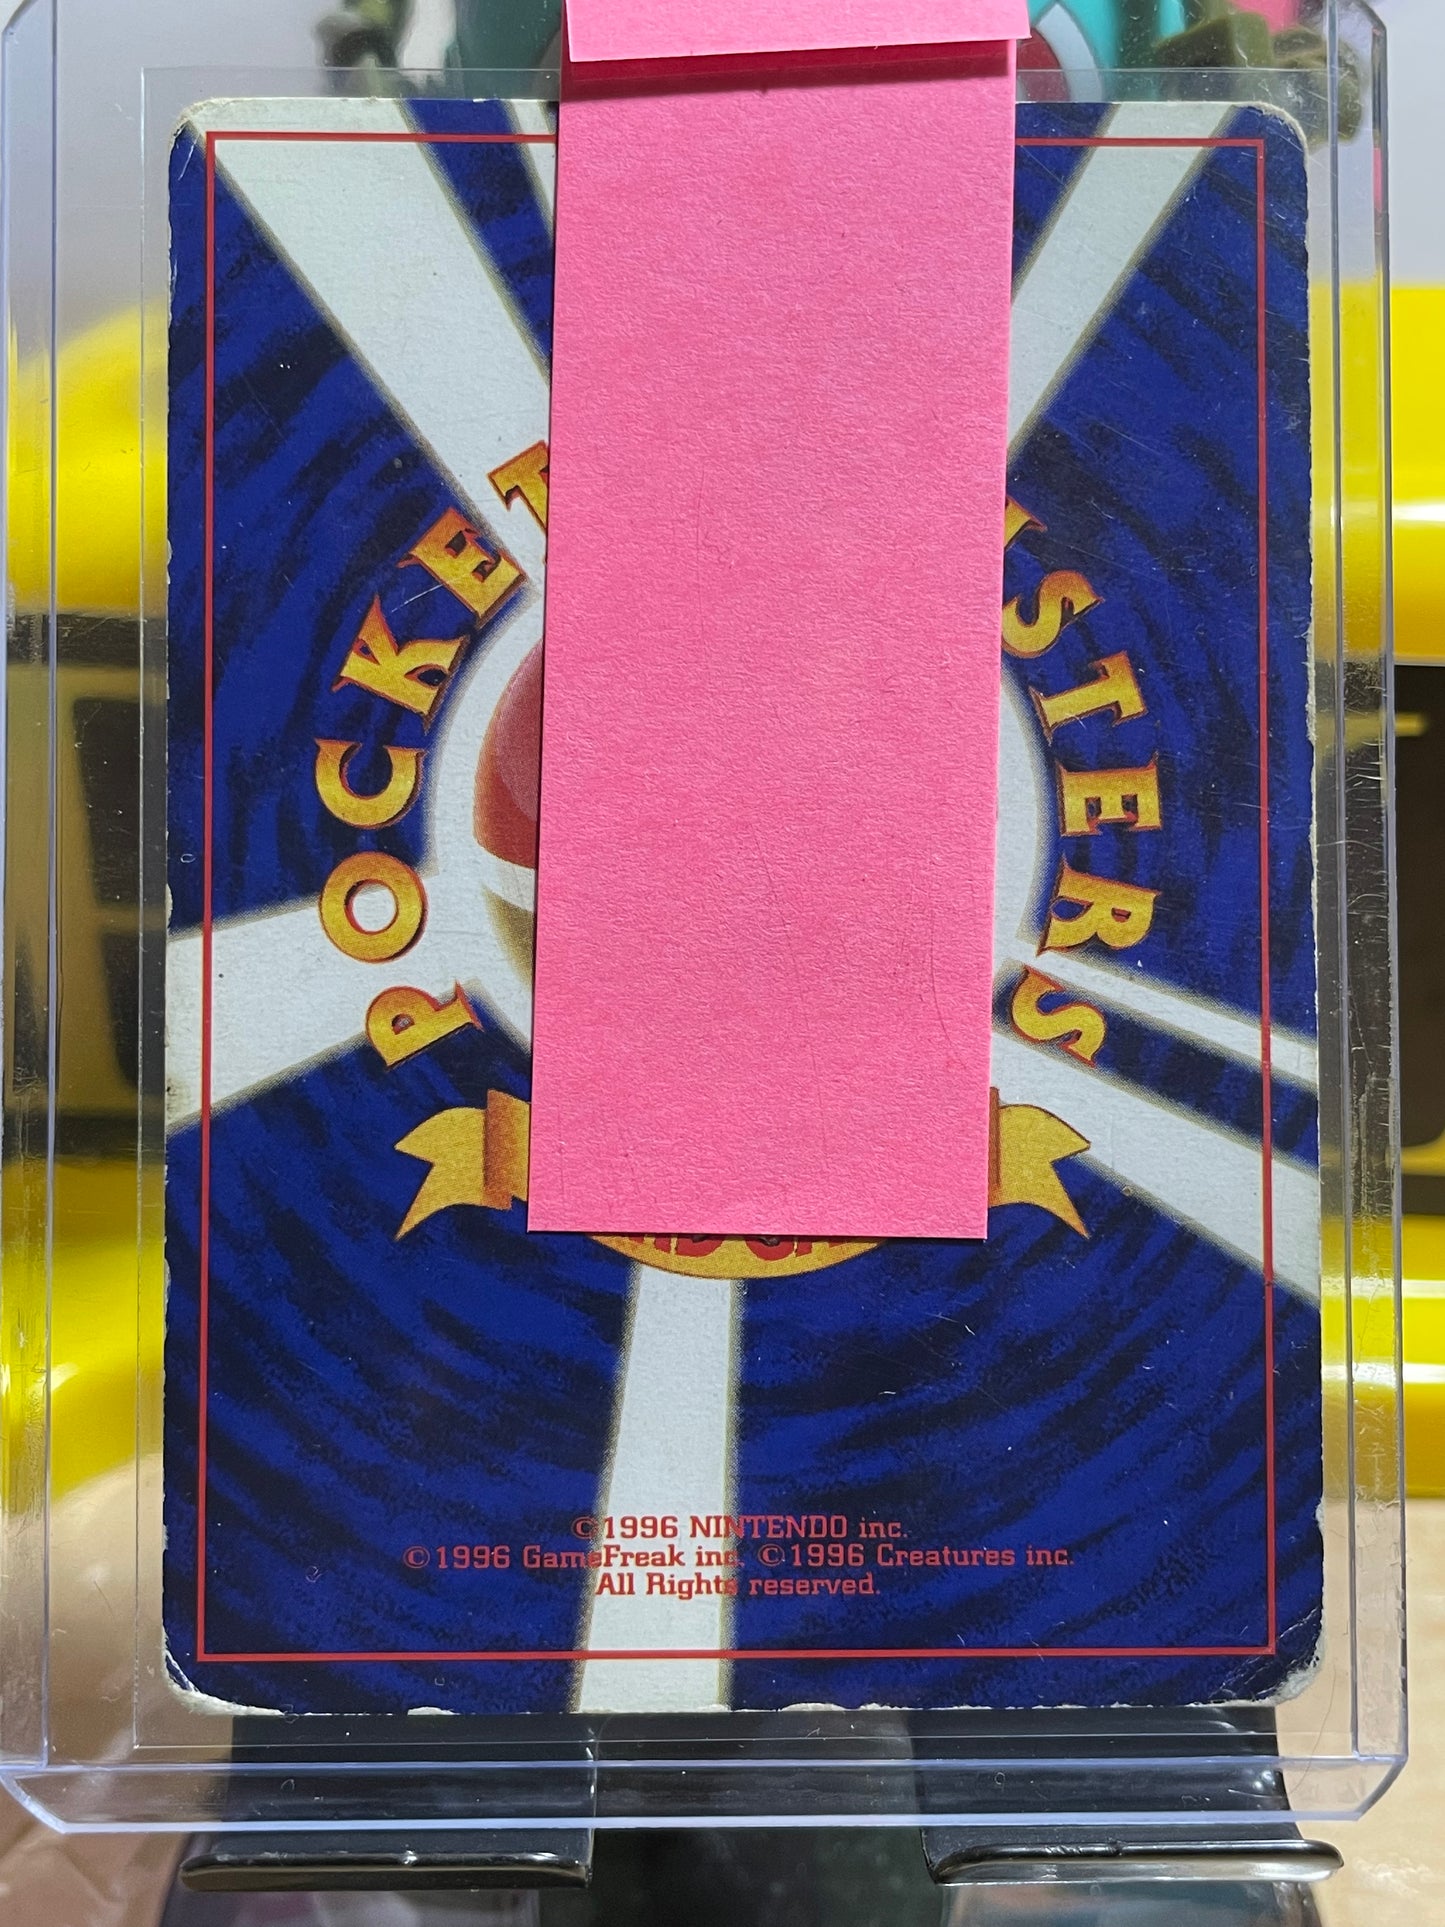 POCKET
STERS
©1996 NINTENDO inc.
©1996 GameFreak inc. ©1996 Creatures inc.
All Rights reserved.